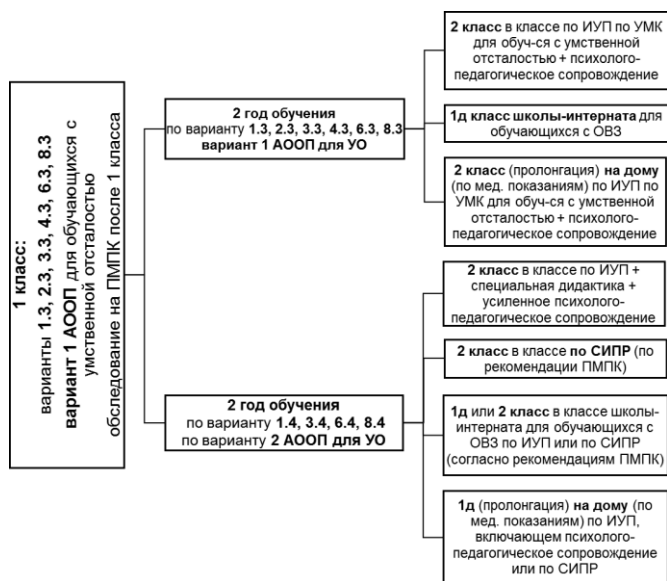 1 класс:
варианты 1.3, 2.3, 3.3, 4.3, 6.3, 8.3
вариант 1 АООП для обучающихся с
умственной отсталостью
обследование на ПМПК после 1 класса
2 год обучения
по варианту 1.3, 2.3, 3.3, 4.3, 6.3, 8.3
вариант 1 АООП для УО
2 класс в классе по ИУП по УМК
для обуч-ся с умственной
отсталостью + психолого-
педагогическое сопровождение
1д класс школы-интерната для
обучающихся с ОВЗ
2 класс (пролонгация) на дому
(по мед. показаниям) по ИУП по
УМК для обуч-ся с умственной
отсталостью + психолого-
педагогическое сопровождение
2 год обучения
по варианту 1.4, 3.4, 6.4, 8.4
по варианту 2 АООП для УО
2 класс в классе по ИУП +
специальная дидактика +
усиленное психолого-
педагогическое сопровождение
2 класс в классе по СИПР (по
рекомендации ПМПК)
1д или 2 класс в классе школы-
интерната для обучающихся с
ОВЗ по ИУП или по СИПР
(согласно рекомендациям ПМПК)
1д (пролонгация) на дому (по
мед. показаниям) по ИУП,
включающем психолого-
педагогическое сопровождение
или по СИПР